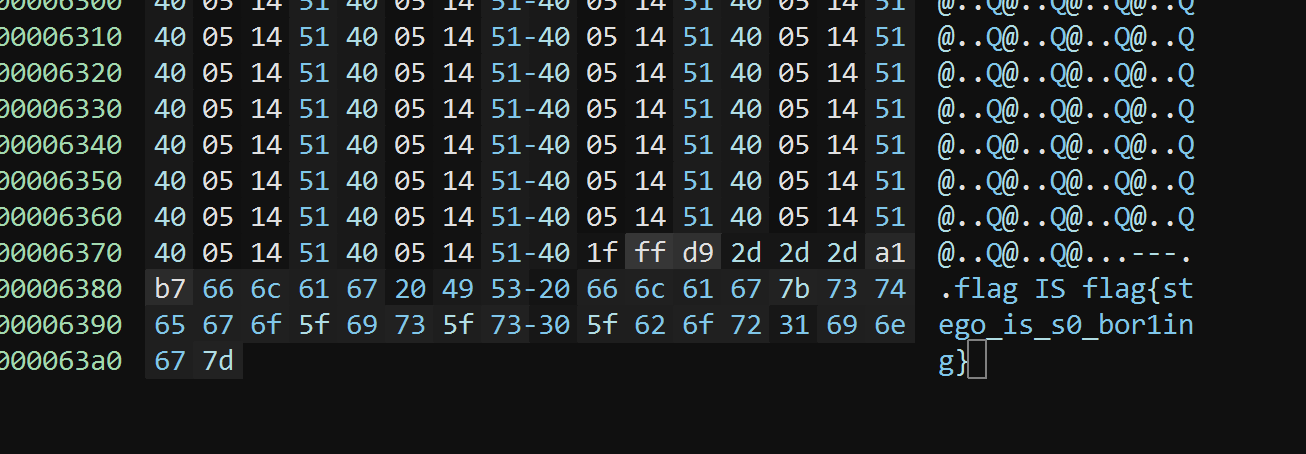 00006300 40 05 14 51 40 05 14 51-40 05 14 51 40 05 14 51 @..Q@..Q@..Q@..Q
00006310 40 05 14 51 40 05 14 51-40 05 14 51 40 05 14 51 @..Q@..Q@..Q@..Q
00006320 40 05 14 51 40 05 14 51-40 05 14 51 40 05 14 51 @..Q@..Q@..Q@..Q
00006330 40 05 14 51 40 05 14 51-40 05 14 51 40 05 14 51 @..Q@..Q@..Q@..Q
00006340 40 05 14 51 40 05 14 51-40 05 14 51 40 05 14 51 @..Q@..Q@..Q@..Q
00006350 40 05 14 51 40 05 14 51-40 05 14 51 40 05 14 51 @..Q@..Q@..Q@..Q
00006360 40 05 14 51 40 05 14 51-40 05 14 51 40 05 14 51 @..Q@..Q@..Q@..Q
00006370 40 05 14 51 40 05 14 51-40 1f ff d9 2d 2d 2d a1 @..Q@..Q@...---.
00006380 b7 66 6c 61 67 20 49 53-20 66 6c 61 67 7b 73 74 .flag IS flag{st
00006390 65 67 6f 5f 69 73 5f 73-30 5f 62 6f 72 31 69 6e ego_is_s0_bor1in
000063a0 67 7d g}